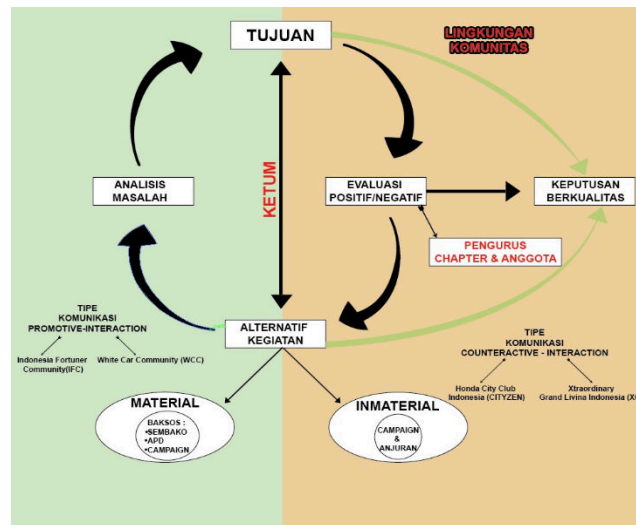 TUJUAN
LINGKUNGAN
KOMUNITAS
ANALISIS
MASALAH
KETUM
EVALUASI
POSITIF/NEGATIF
KEPUTUSAN
BERKUALITAS
PENGURUS
CHAPTER & ANGGOTA
TIPE
KOMUNIKASI
PROMOTIVE-INTERACTION
Indonesia Fortuner
Community(IFC)
White Car Community (WCC)
ALTERNATIF
KEGIATAN
TIPE
KOMUNIKASI
COUNTERACTIVE - INTERACTION
Honda City Club
Indonesia (CITYZEN)
Xtraordinary
Grand Livina Indonesia
MATERIAL
BAKSOS :
•SEMBAKO
•APD
•CAMPAIGN
INMATERIAL
CAMPAIGN
&
ANJURAN